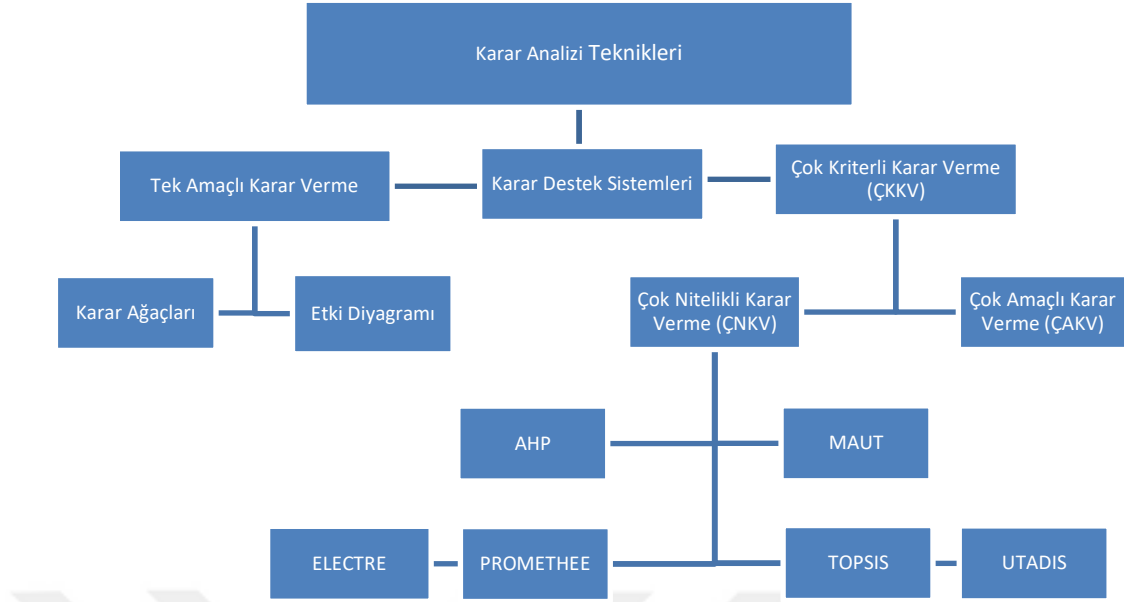 Karar Analizi Teknikleri
Tek Amaçlı Karar Verme
Karar Destek Sistemleri
Çok Kriterli Karar Verme
(ÇKKV)
Karar Ağaçları
Etki Diyagramı
Çok Nitelikli Karar
Verme (ÇNKV)
Çok Amaçlı Karar
Verme (ÇAKV)
AHP
MAUT
ELECTRE
PROMETHEE
TOPSIS
UTADIS